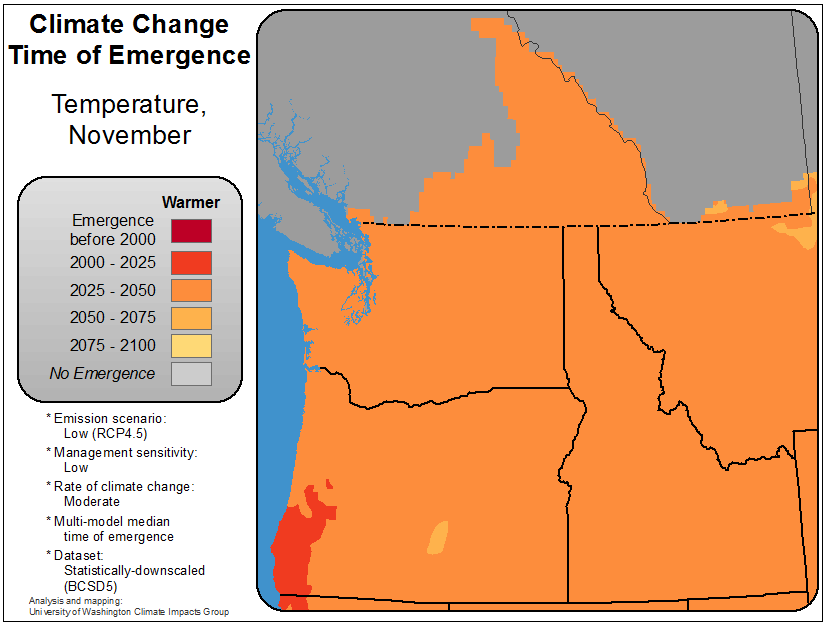 Climate Change
Time of Emergence
Temperature,
November
Warmer
Emergence
before 2000
2000 - 2025
2025 - 2050
2050 - 2075
2075 - 2100
No Emergence
* Emission scenario:
Low (RCP4.5)
* Management sensitivity:
Low
* Rate of climate change:
Moderate
* Multi-model median
time of emergence
* Dataset:
Statistically-downscaled
(BCSD5)
Analysis and mapping:
University of Washington Climate Impacts Group